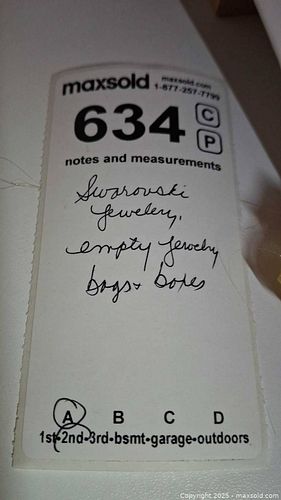 maxsold
maxsold.com
1-877-257-7799
634
C
P
notes and measurements
Swarovski
Jewelery,
empty Jewelry
bags + boxes
A B C D
1st-2nd-3rd-bsmt-garage-outdoors
Copyright 2025 - maxsold.com